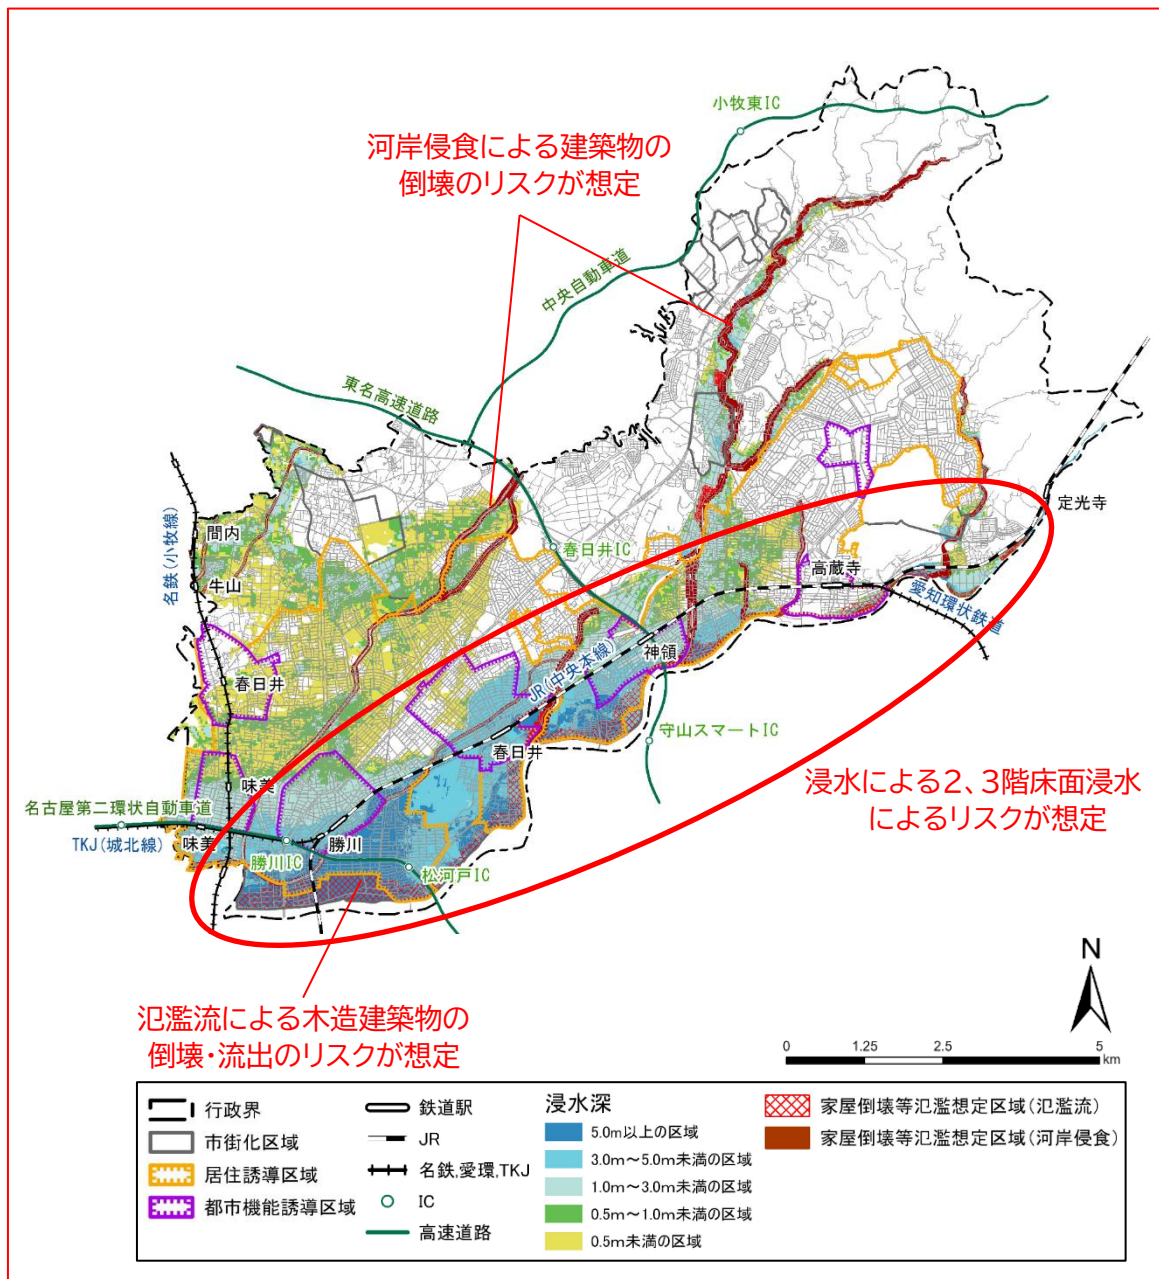 小牧東IC
河岸侵食による建築物の
倒壊のリスクが想定
中央自動車道
東名高速道路
定光寺
間内
名鉄(小牧線)
春日井IC
高蔵寺
牛山
愛知環状鉄道
神領
JR(中央本線)
春日井
守山スマートIC
春日井
味美
浸水による2、3階床面浸水
によるリスクが想定
名古屋第二環状自動車道
TKJ(城北線)
味美
勝川
勝川IC
松河戸IC
氾濫流による木造建築物の
倒壊・流出のリスクが想定
N
0 1.25 2.5 5
km
行政界
市街化区域
居住誘導区域
都市機能誘導区域
鉄道駅
JR
名鉄,愛環,TKJ
IC
高速道路
浸水深
5.0m以上の区域
3.0m～5.0m未満の区域
1.0m～3.0m未満の区域
0.5m～1.0m未満の区域
0.5m未満の区域
家屋倒壊等氾濫想定区域(氾濫流)
家屋倒壊等氾濫想定区域(河岸侵食)